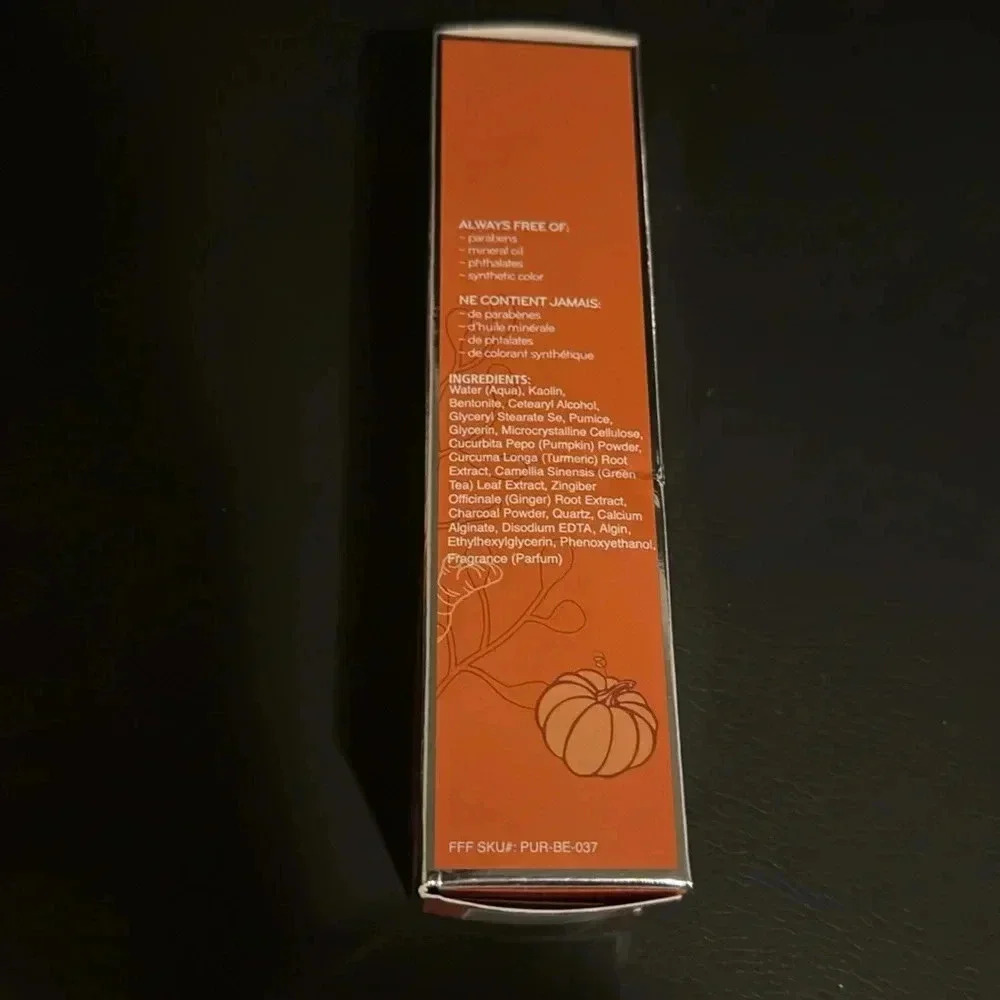 ALWAYS FREE OF:
- parabens
- mineral oil
- phthalates
- synthetic color
NE CONTIENT JAMAIS:
- de parabènes
- d'huile minérale
- de phtalates
- de colorant synthétique
INGREDIENTS:
Water (Aqua), Kaolin,
Bentonite, Cetearyl Alcohol,
Glyceryl Stearate Se, Pumice,
Glycerin, Microcrystalline Cellulose,
Cucurbita Pepo (Pumpkin) Powder,
Curcuma Longa (Turmeric) Root
Extract, Camellia Sinensis (Green
Tea) Leaf Extract, Zingiber
Officinale (Ginger) Root Extract,
Charcoal Powder, Quartz, Calcium
Alginate, Disodium EDTA, Algin,
Ethylhexylglycerin, Phenoxyethanol,
Fragrance (Parfum)
FFF SKU#: PUR-BE-037